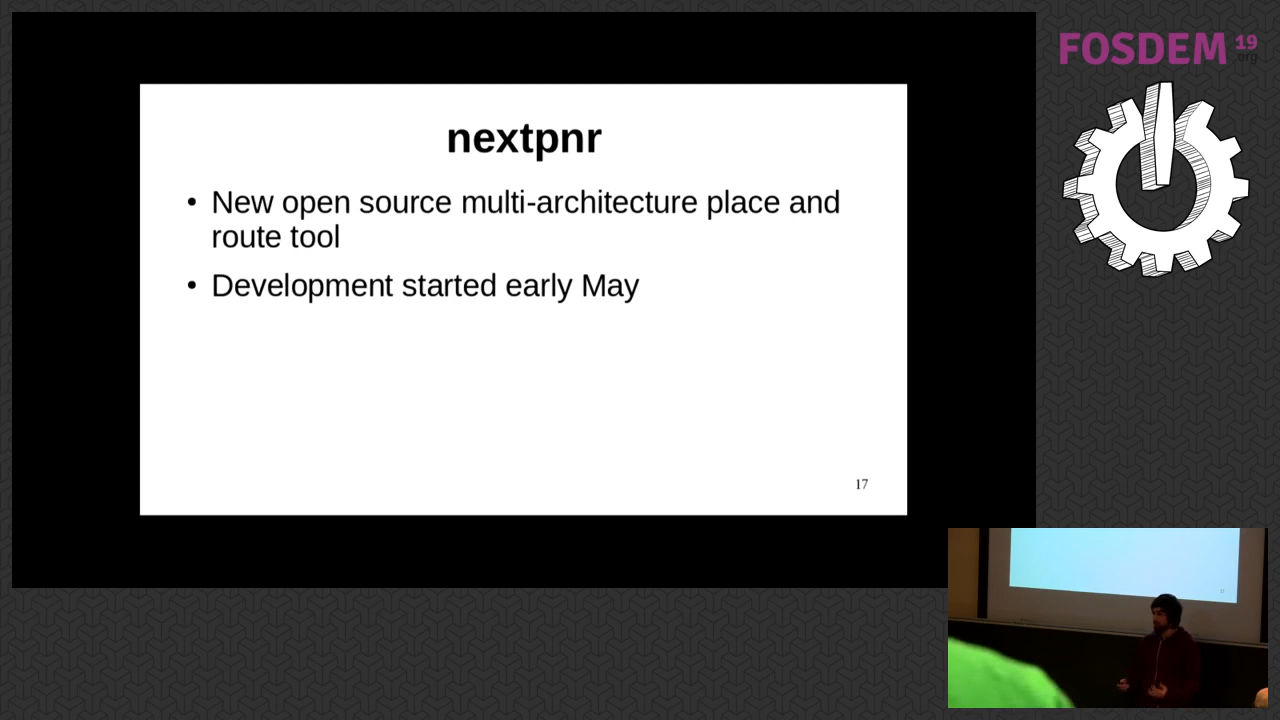 FOSDEM 19
.org
nextpnr
• New open source multi-architecture place and
route tool
• Development started early May
17